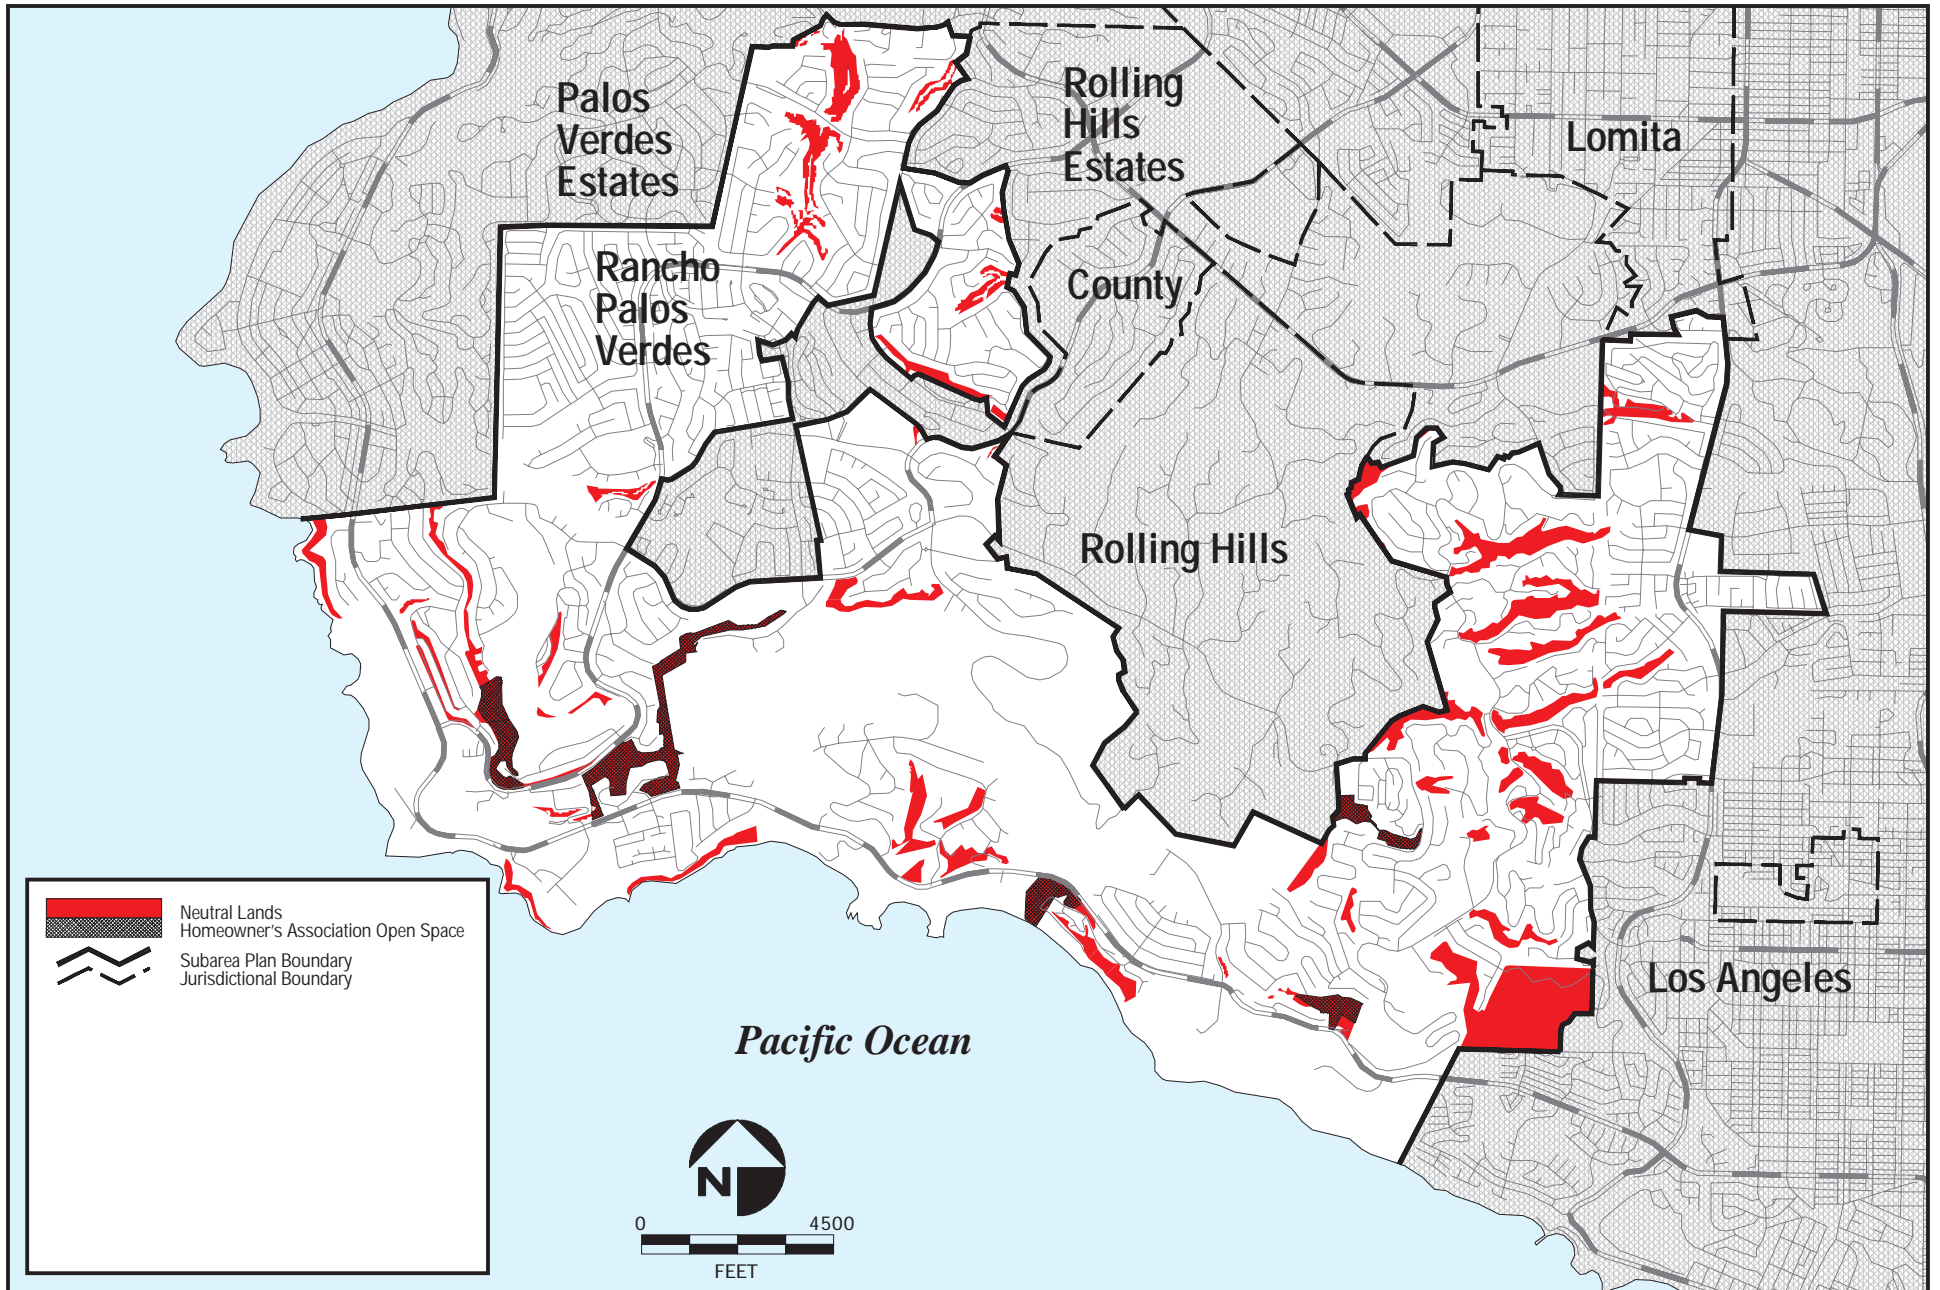 Palos
Verdes
Estates
Rolling
Hills
Estates
Lomita
Rancho
Palos
Verdes
County
Rolling Hills
Los Angeles
Neutral Lands
Homeowner's Association Open Space
Subarea Plan Boundary
Jurisdictional Boundary
Pacific Ocean
N
0 4500
FEET